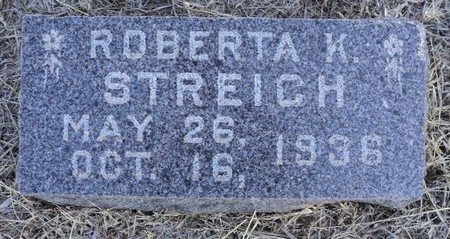 ROBERTA K.
STREICH
MAY 26,
OCT. 16, 1936